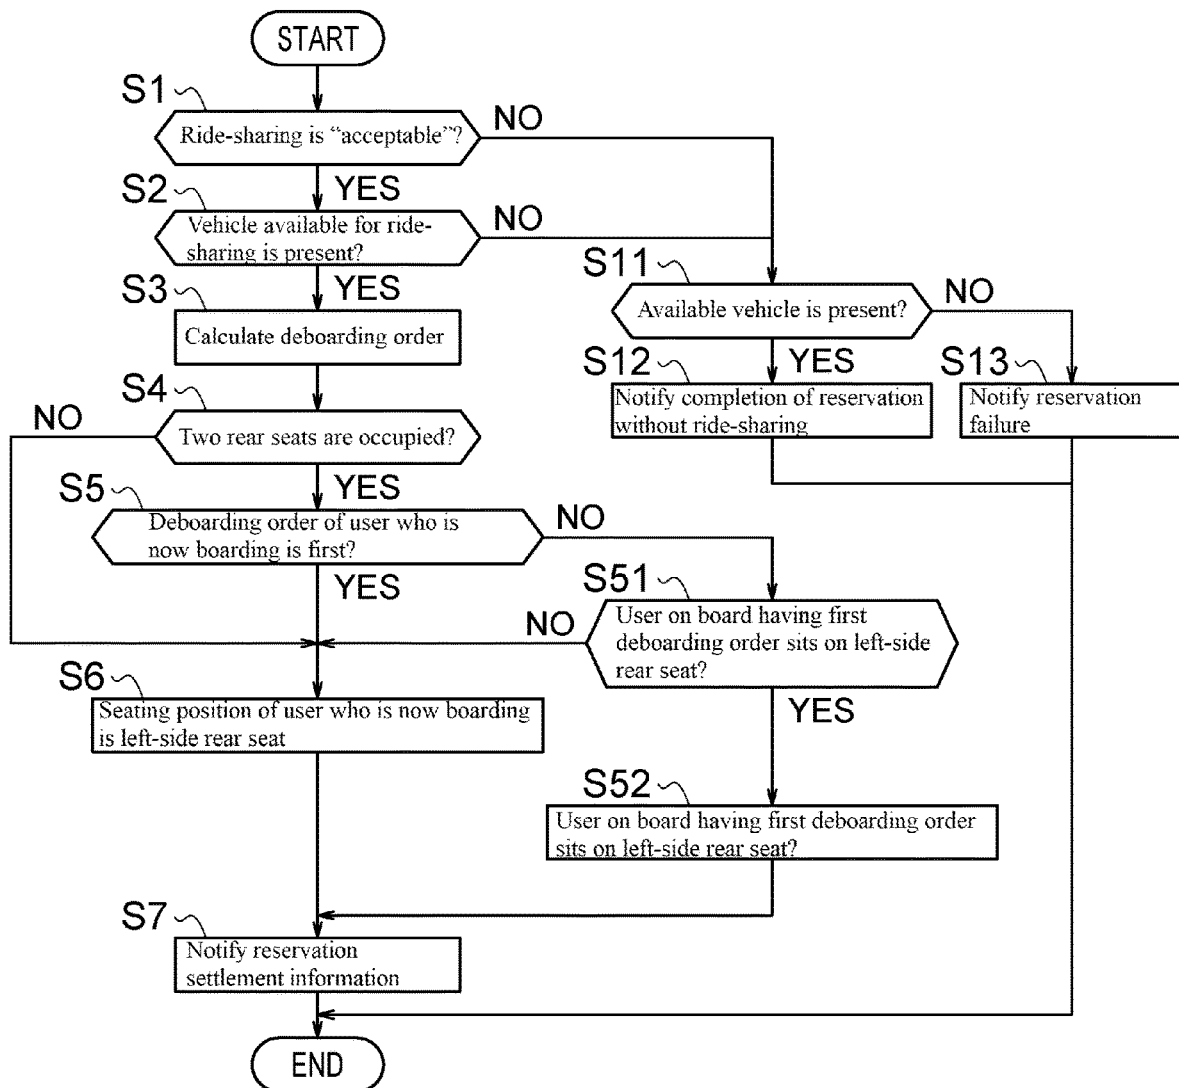 START
S1
Ride-sharing is “acceptable”?
NO
YES
S2
Vehicle available for ride-
sharing is present?
NO
YES
S3
Calculate deboarding order
S11
Available vehicle is present?
NO
YES
S12
Notify completion of reservation
without ride-sharing
S13
Notify reservation
failure
S4
NO
Two rear seats are occupied?
YES
S5
Deboarding order of user who is
now boarding is first?
NO
YES
S51
User on board having first
deboarding order sits on left-side
rear seat?
NO
YES
S6
Seating position of user who is now boarding
is left-side rear seat
S52
User on board having first deboarding order
sits on left-side rear seat?
S7
Notify reservation
settlement information
END